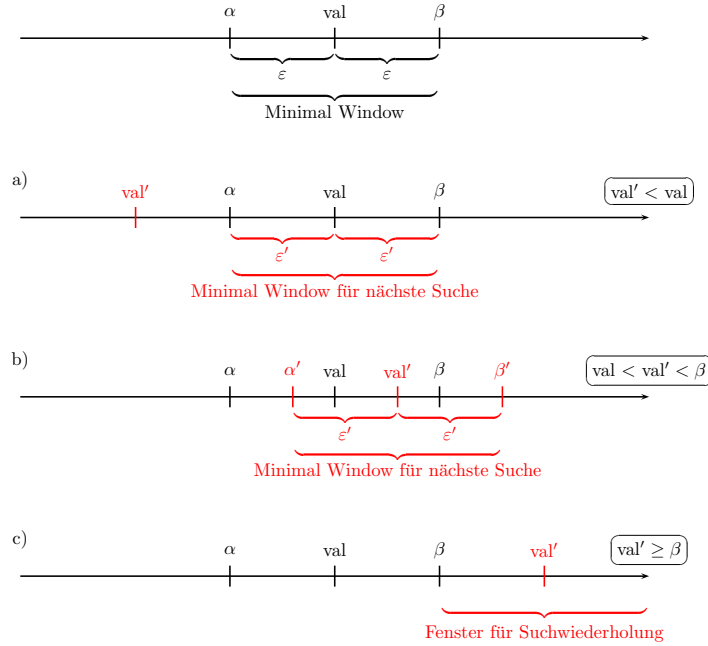 α val β
ε ε
Minimal Window
a)
val′ α val β val′ < val
ε′ ε′
Minimal Window für nächste Suche
b)
α α′ val val′ β β′ val < val′ < β
ε′ ε′
Minimal Window für nächste Suche
c)
α val β val′ val′ ≥ β
Fenster für Suchwiederholung